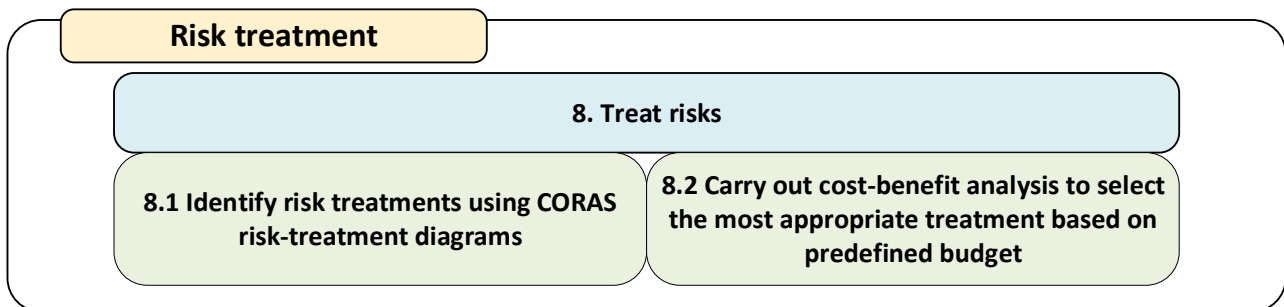 Risk treatment
8. Treat risks
8.1 Identify risk treatments using CORAS
risk-treatment diagrams
8.2 Carry out cost-benefit analysis to select
the most appropriate treatment based on
predefined budget